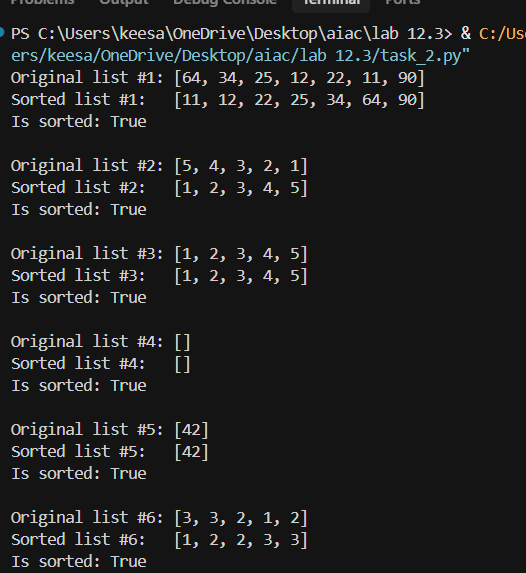 Problems Output Debug Console Terminal Ports
PS C:\Users\keesa\OneDrive\Desktop\aiac\lab 12.3> & C:/Us
ers/keesa/OneDrive/Desktop/aiac/lab 12.3/task_2.py"
Original list #1: [64, 34, 25, 12, 22, 11, 90]
Sorted list #1:   [11, 12, 22, 25, 34, 64, 90]
Is sorted: True

Original list #2: [5, 4, 3, 2, 1]
Sorted list #2:   [1, 2, 3, 4, 5]
Is sorted: True

Original list #3: [1, 2, 3, 4, 5]
Sorted list #3:   [1, 2, 3, 4, 5]
Is sorted: True

Original list #4: []
Sorted list #4:   []
Is sorted: True

Original list #5: [42]
Sorted list #5:   [42]
Is sorted: True

Original list #6: [3, 3, 2, 1, 2]
Sorted list #6:   [1, 2, 2, 3, 3]
Is sorted: True